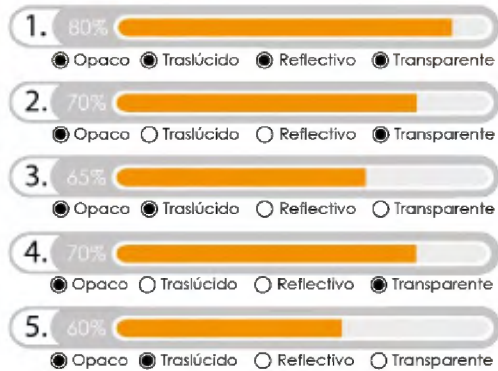 1. 80%
Opaco Traslúcido Reflectivo Transparente
2. 70%
Opaco Traslúcido Reflectivo Transparente
3. 65%
Opaco Traslúcido Reflectivo Transparente
4. 70%
Opaco Traslúcido Reflectivo Transparente
5. 60%
Opaco Traslúcido Reflectivo Transparente